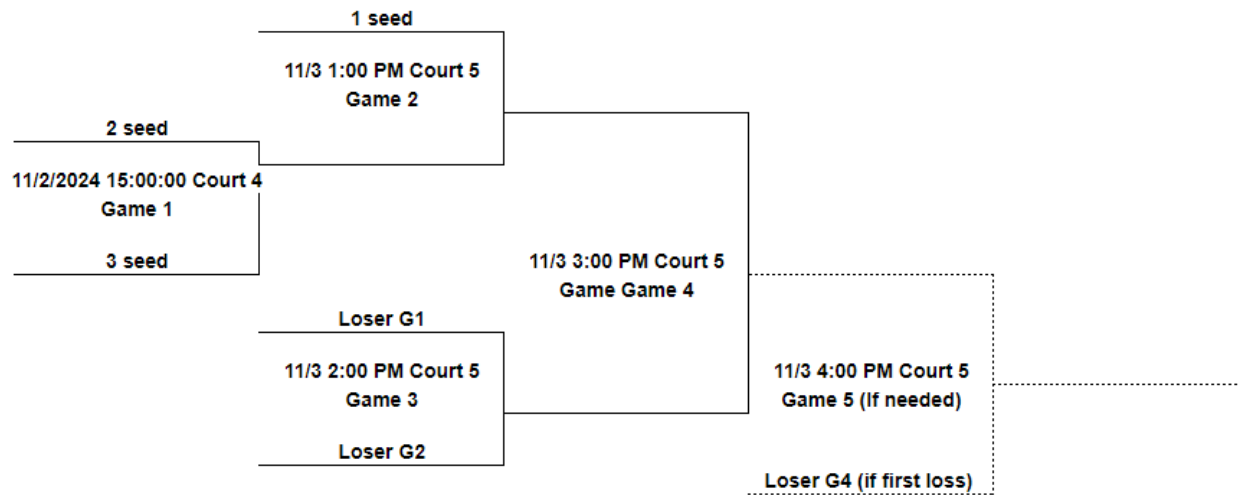 1 seed
11/3 1:00 PM Court 5
Game 2
2 seed
11/2/2024 15:00:00 Court 4
Game 1
3 seed
11/3 3:00 PM Court 5
Game Game 4
Loser G1
11/3 2:00 PM Court 5
Game 3
Loser G2
11/3 4:00 PM Court 5
Game 5 (If needed)
Loser G4 (if first loss)